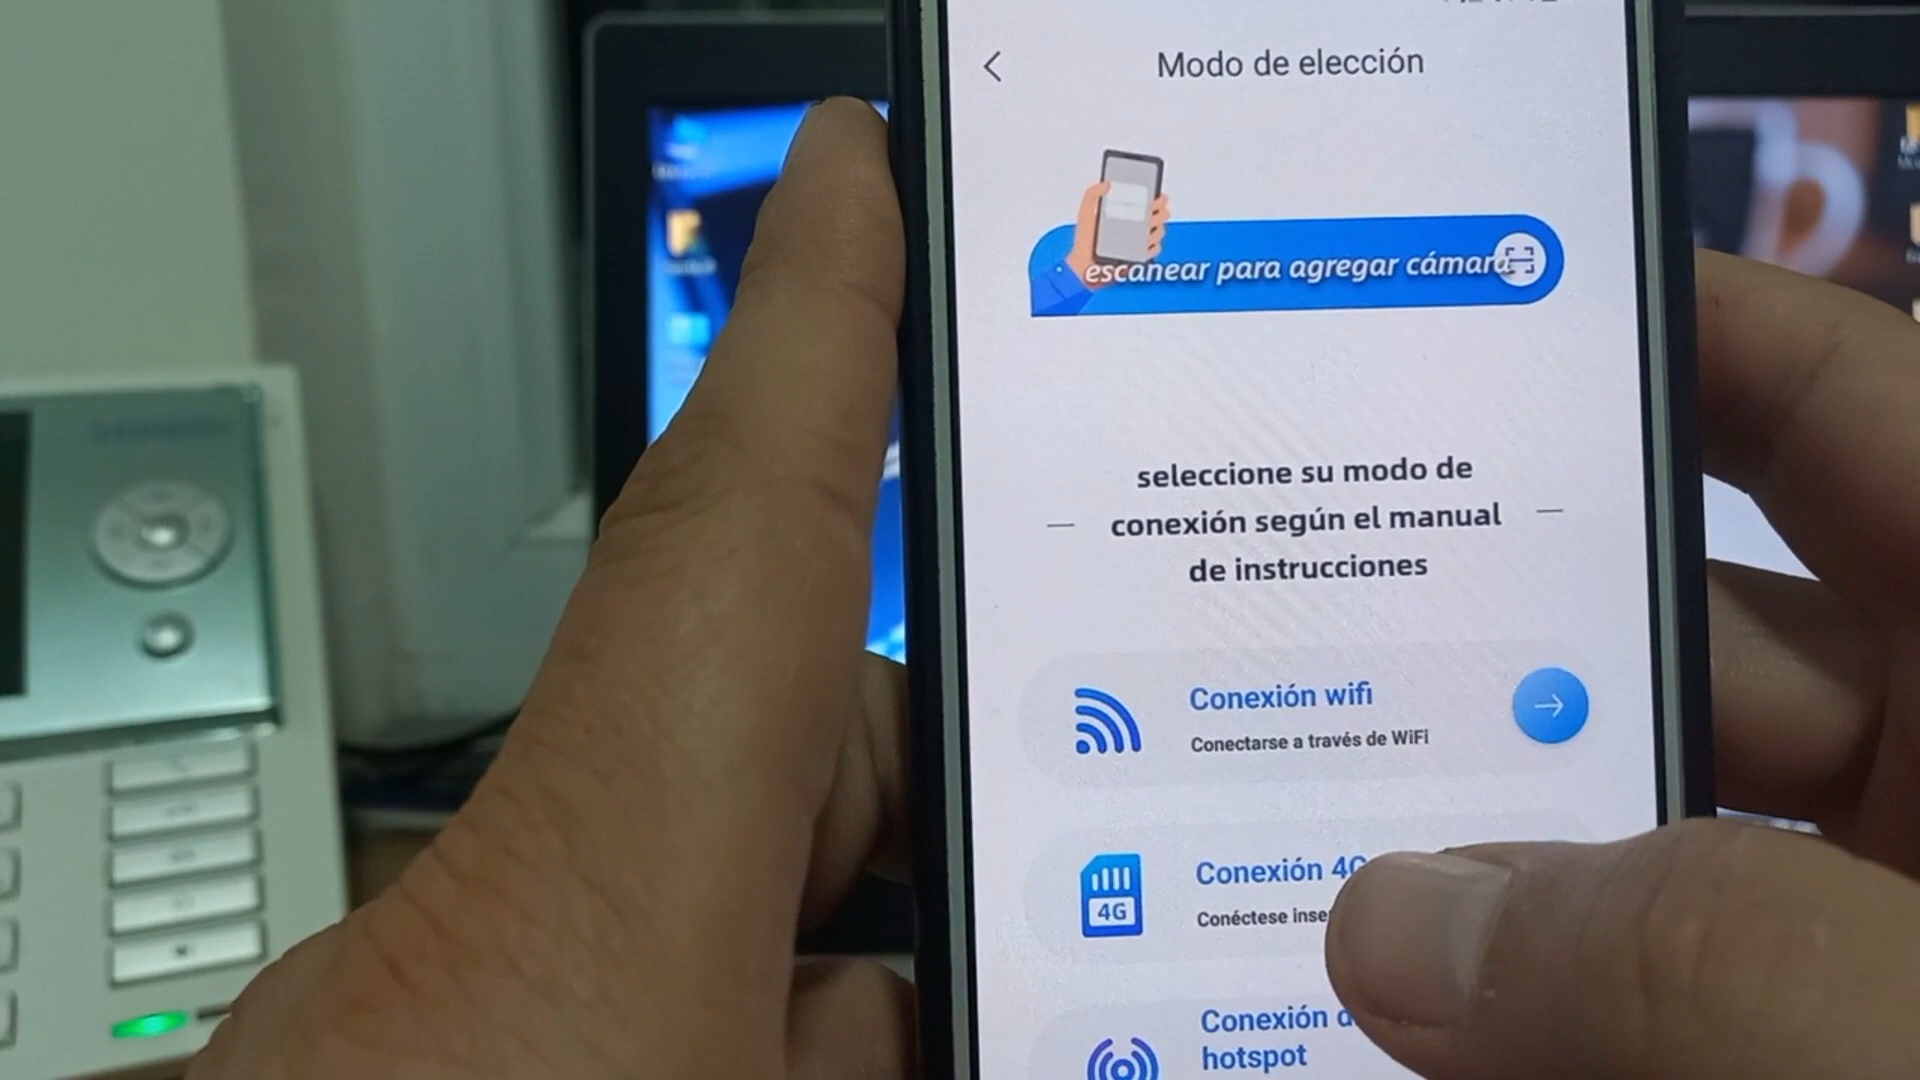 Modo de elección
escanear para agregar cámara
seleccione su modo de
conexión según el manual
de instrucciones
Conexión wifi
Conectarse a través de WiFi
Conexión
4G
Conéctese
Conexión
hotspot